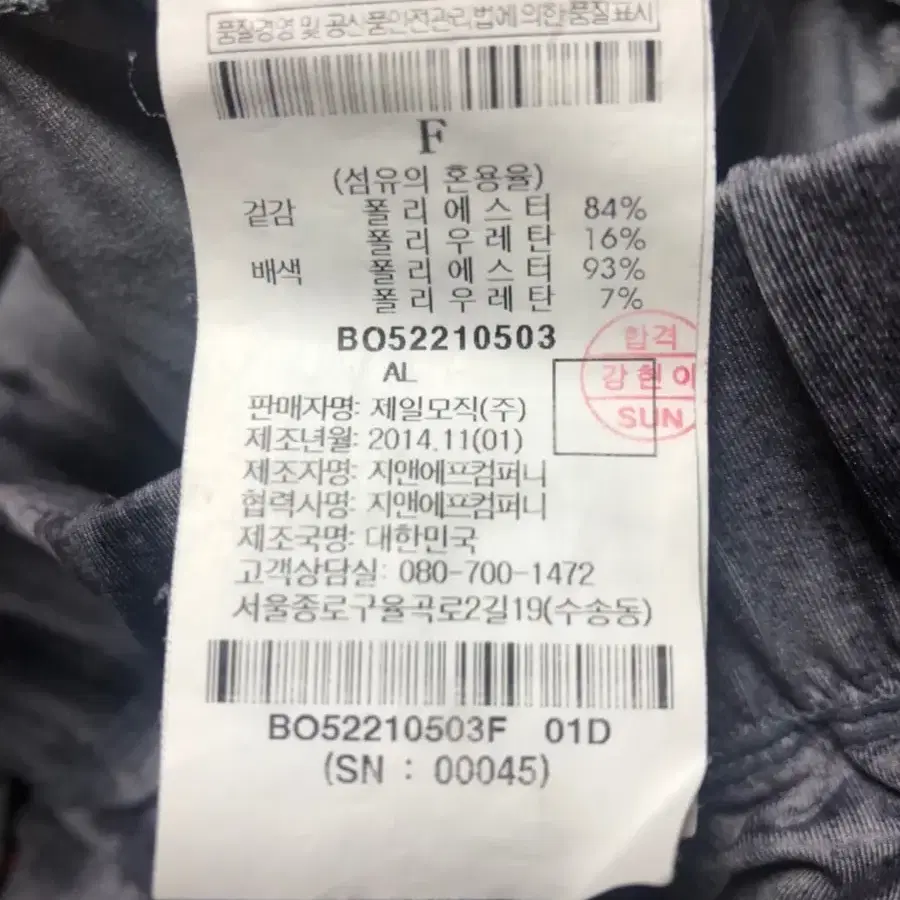 품질경영 및 공산품안전관리법에 의한 품질표시
F
(섬유의 혼용율)
겉감 폴리에스터 84%
폴리우레탄 16%
배색 폴리에스터 93%
폴리우레탄 7%
BO52210503
AL
합격
강현이
SUN
판매자명: 제일모직(주)
제조년월: 2014.11(01)
제조자명: 지앤에프컴퍼니
협력사명: 지앤에프컴퍼니
제조국명: 대한민국
고객상담실: 080-700-1472
서울종로구율곡로2길19(수송동)
BO52210503F 01D
(SN : 00045)